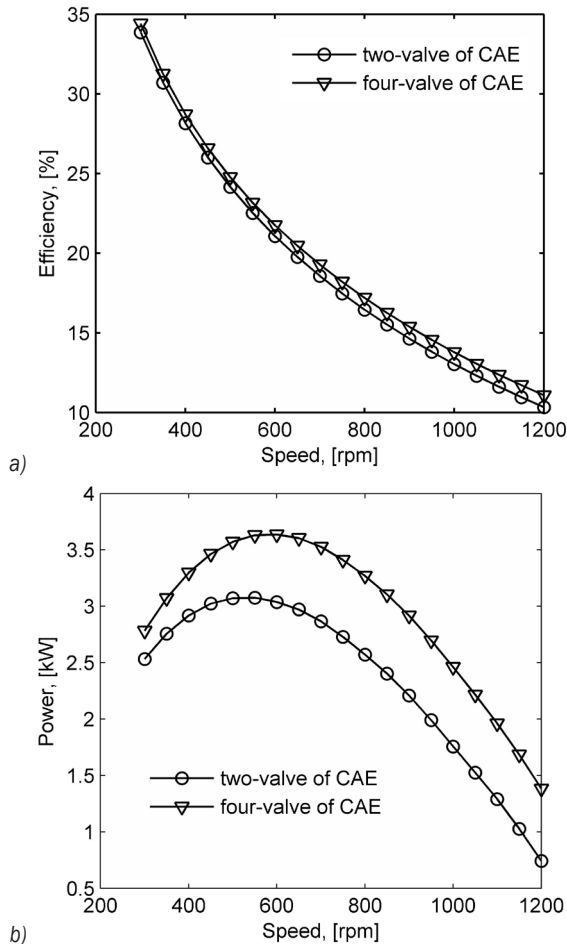 35
30
25
20
15
10
Efficiency, [%]
two-valve of CAE
four-valve of CAE
200 400 600 800 1000 1200
Speed, [rpm]
a)
4
3.5
3
2.5
2
1.5
1
0.5
Power, [kW]
two-valve of CAE
four-valve of CAE
200 400 600 800 1000 1200
Speed, [rpm]
b)